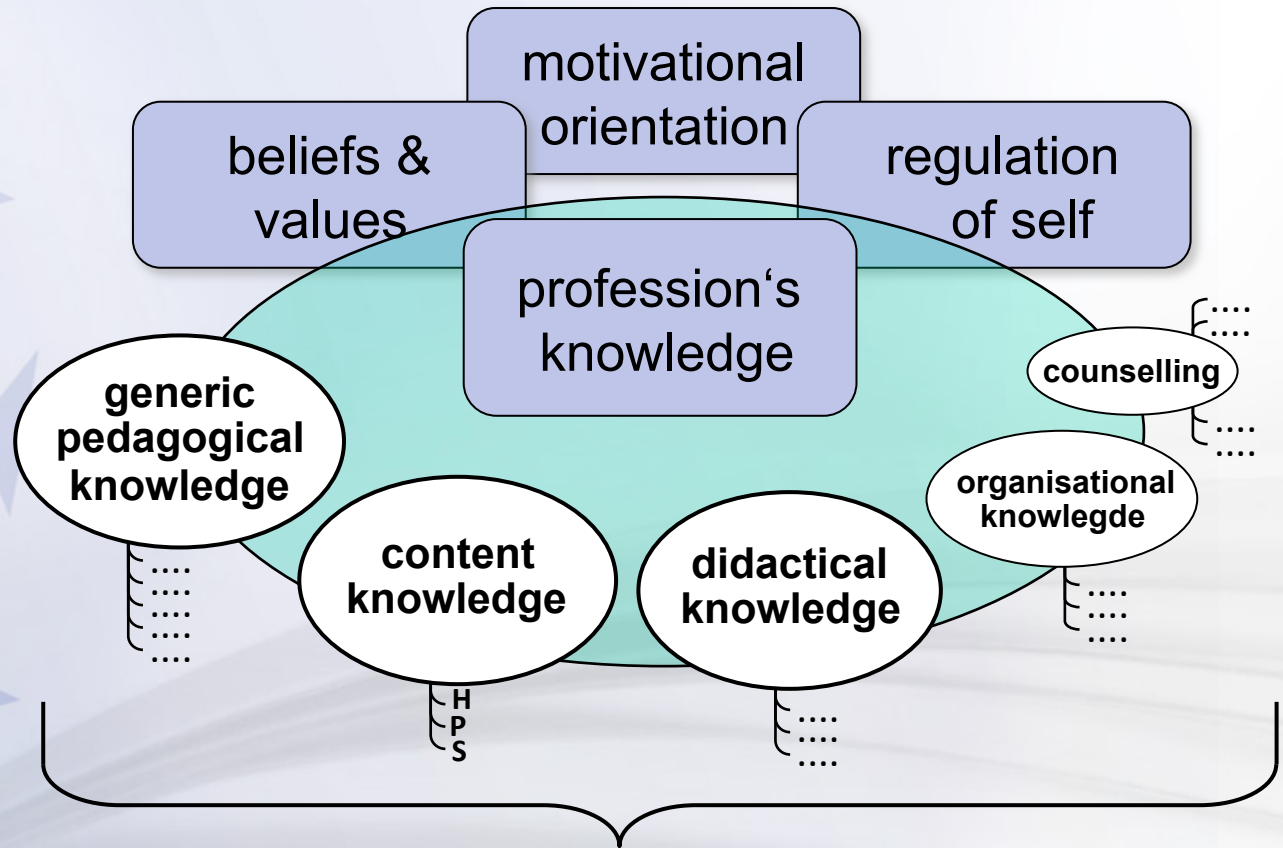 motivational
orientation
beliefs &
values
regulation
of self
profession‘s
knowledge
generic
pedagogical
knowledge
....
....
....
....
....
content
knowledge
H
P
S
didactical
knowledge
....
....
....
organisational
knowlegde
....
....
....
counselling
....
....
....
....